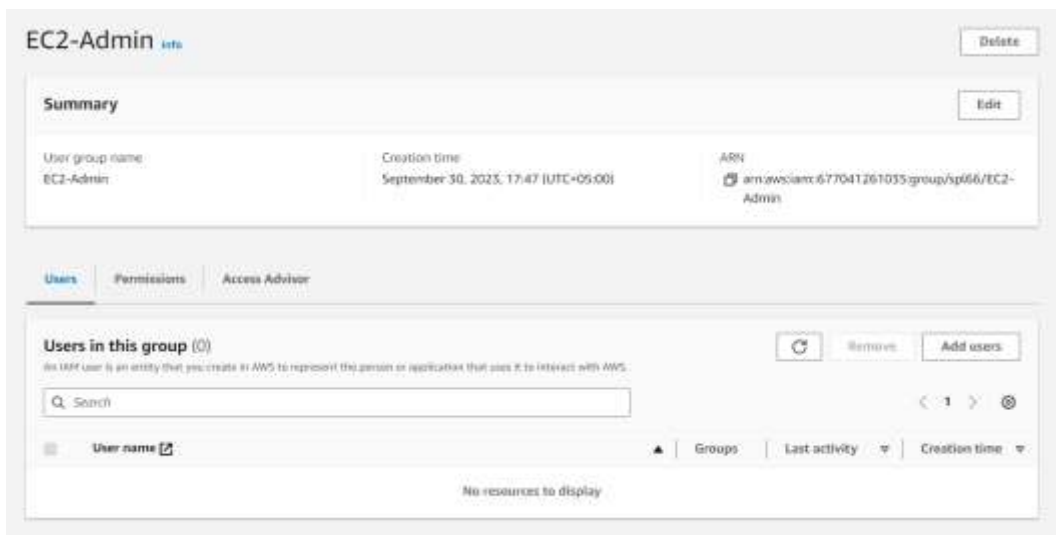 EC2-Admin Info
Delete
Summary
Edit
User group name
EC2-Admin
Creation time
September 30, 2023, 17:47 (UTC+05:00)
ARN
arn:aws:iam::677041261035:group/spl66/EC2-
Admin
Users
Permissions
Access Advisor
Users in this group (0)
Remove
Add users
An IAM user is an entity that you create in AWS to represent the person or application that uses it to interact with AWS.
Search
1
User name
Groups
Last activity
Creation time
No resources to display